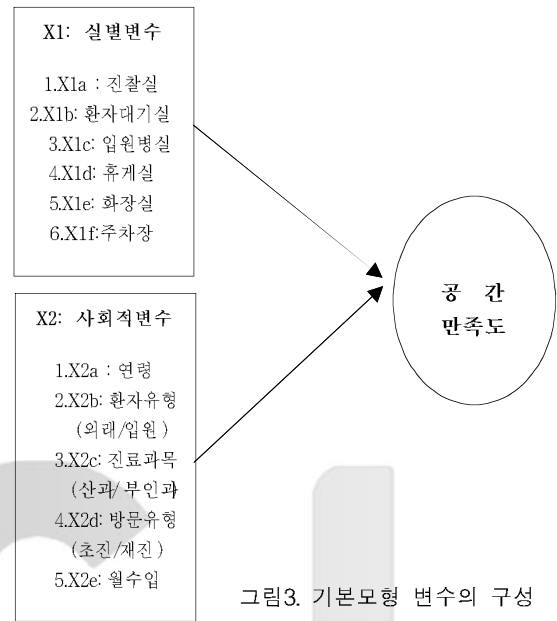 X1: 실별변수
1.X1a : 진찰실
2.X1b: 환자대기실
3.X1c: 입원병실
4.X1d: 휴게실
5.X1e: 화장실
6.X1f:주차장
X2: 사회적변수
1.X2a : 연령
2.X2b: 환자유형
(외래/입원 )
3.X2c: 진료과목
(산과/ 부인과
4.X2d: 방문유형
(초진/재진 )
5.X2e: 월수입
공 간
만족도
그림3. 기본모형 변수의 구성